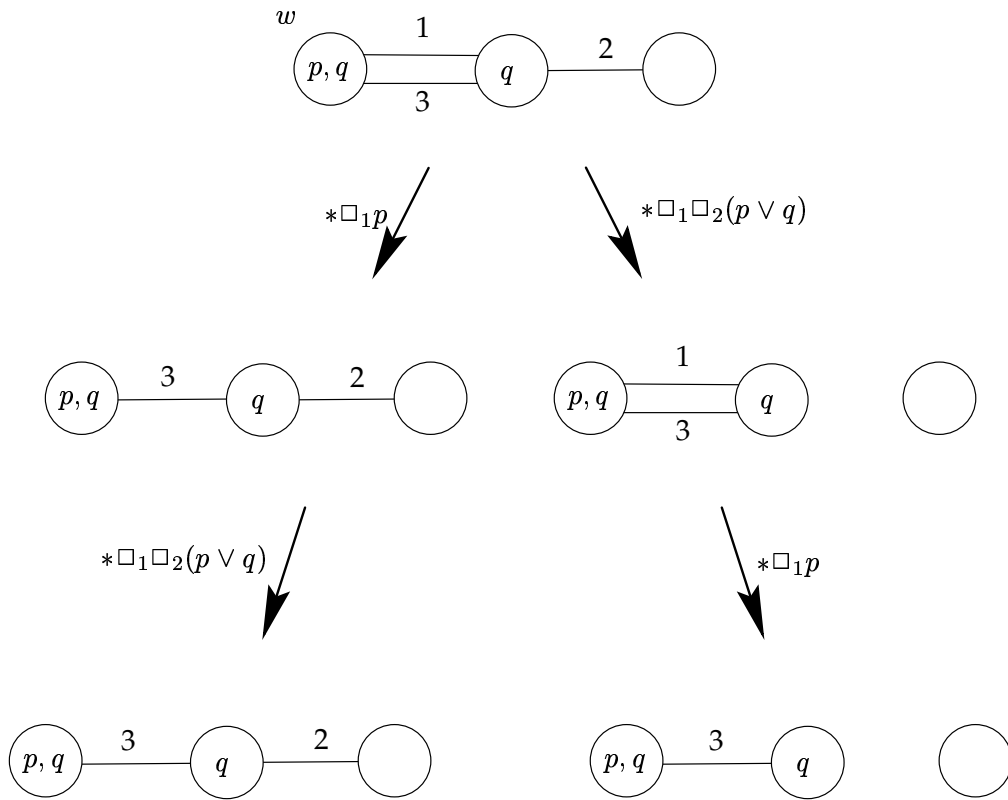 w
1
p, q q 2
3
*□₁p *□₁□₂(p ∨ q)
p, q 3 q 2
1
p, q q
3
*□₁□₂(p ∨ q) *□₁p
p, q 3 q 2
p, q 3 q